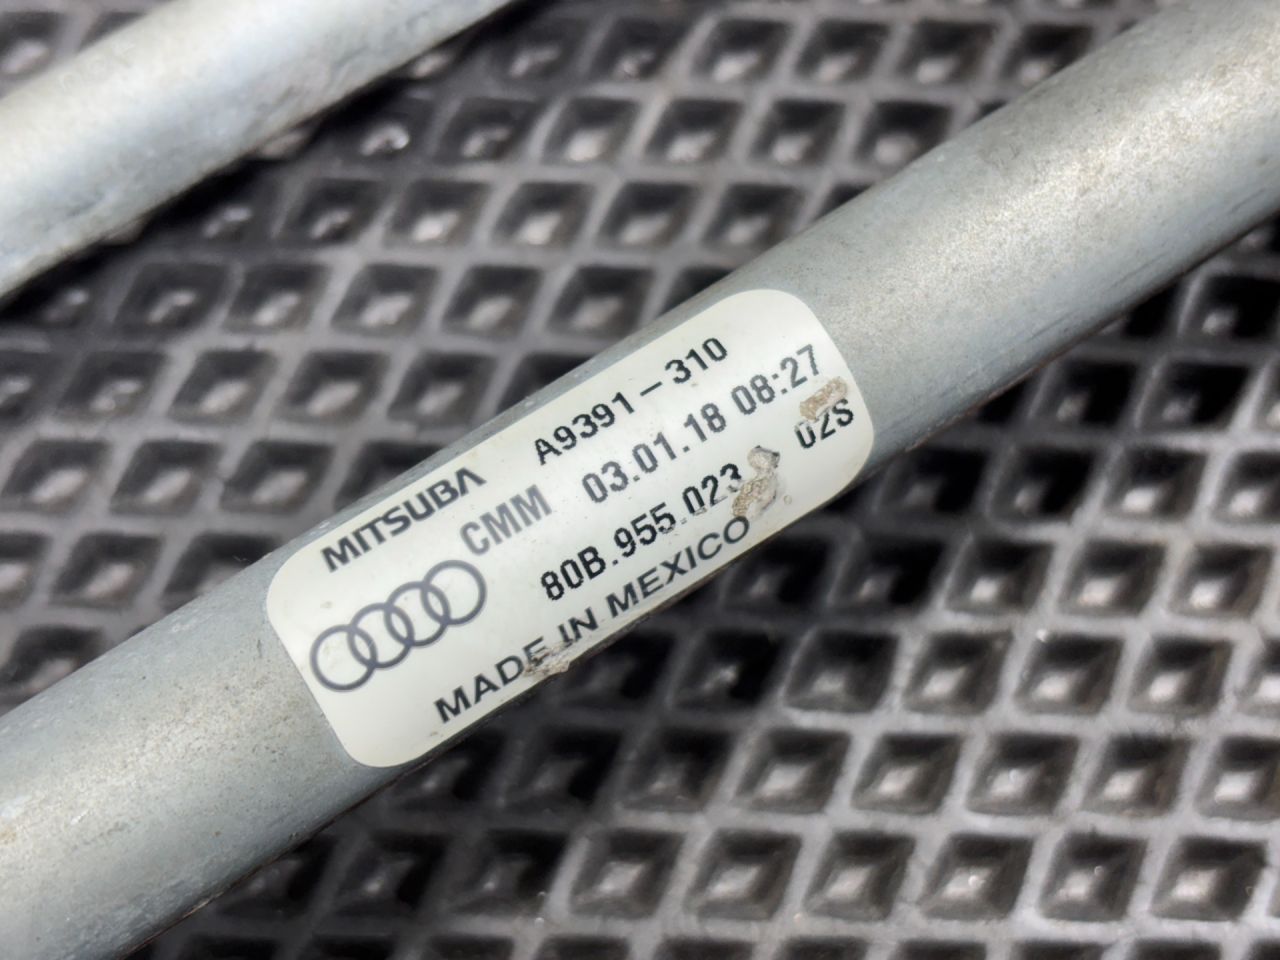 MITSUBA A9391-310
CMM 03.01.18 08:27
80B.955.023 02S
MADE IN MEXICO